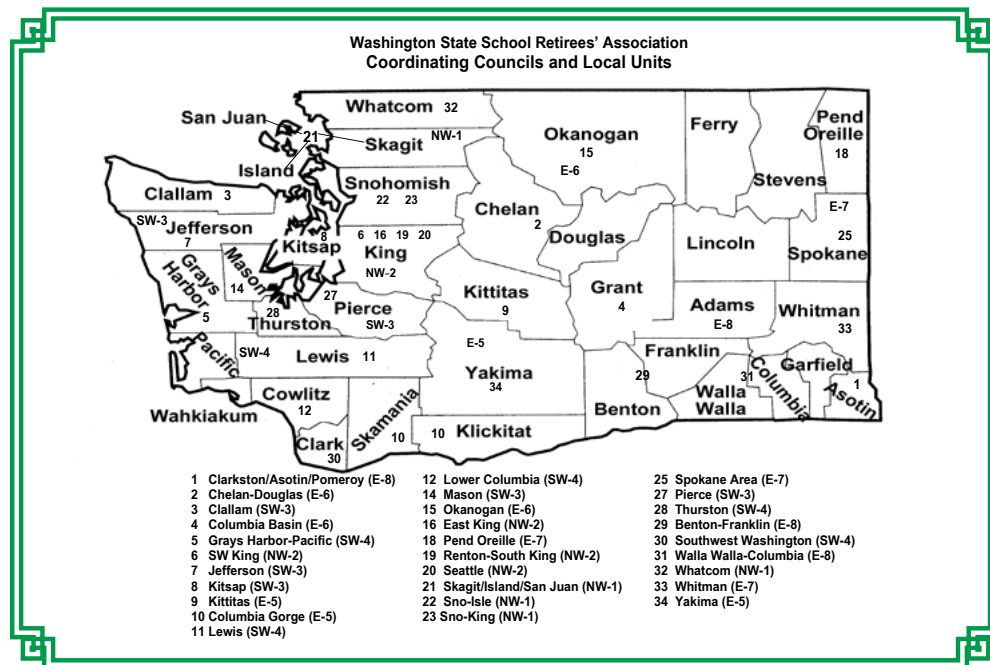 Washington State School Retirees' Association
Coordinating Councils and Local Units
Whatcom 32
San Juan
21
NW-1
Skagit
Island
Okanogan
15
E-6
Ferry
Pend
Oreille
18
Stevens
Clallam 3
Snohomish
22 23
E-7
SW-3
Jefferson
7
8
Kitsap
6 16 19 20
King
NW-2
Chelan
2
Douglas
Lincoln
25
Spokane
Grays
Harbor
5
Mason
14
28
Thurston
27
Pierce
SW-3
Kittitas
9
Grant
4
Adams
E-8
Whitman
33
Pacific
SW-4
Lewis 11
E-5
Yakima
34
Franklin
29
31
Walla
Walla
Columbia
Garfield
1
Asotin
Wahkiakum
Cowlitz
12
Skamania
10
10 Klickitat
Benton
Clark
30
1 Clarkston/Asotin/Pomeroy (E-8)
2 Chelan-Douglas (E-6)
3 Clallam (SW-3)
4 Columbia Basin (E-6)
5 Grays Harbor-Pacific (SW-4)
6 SW King (NW-2)
7 Jefferson (SW-3)
8 Kitsap (SW-3)
9 Kittitas (E-5)
10 Columbia Gorge (E-5)
11 Lewis (SW-4)
12 Lower Columbia (SW-4)
14 Mason (SW-3)
15 Okanogan (E-6)
16 East King (NW-2)
18 Pend Oreille (E-7)
19 Renton-South King (NW-2)
20 Seattle (NW-2)
21 Skagit/Island/San Juan (NW-1)
22 Sno-Isle (NW-1)
23 Sno-King (NW-1)
25 Spokane Area (E-7)
27 Pierce (SW-3)
28 Thurston (SW-4)
29 Benton-Franklin (E-8)
30 Southwest Washington (SW-4)
31 Walla Walla-Columbia (E-8)
32 Whatcom (NW-1)
33 Whitman (E-7)
34 Yakima (E-5)